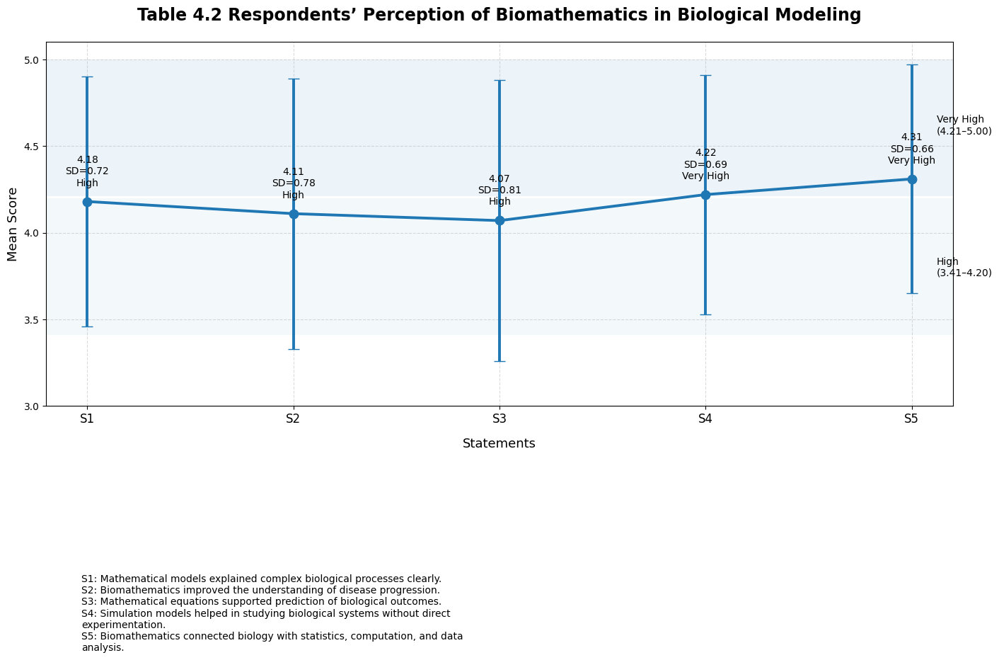 Table 4.2 Respondents’ Perception of Biomathematics in Biological Modeling
Mean Score
5.0
4.5
4.0
3.5
3.0
4.18
SD=0.72
High
4.11
SD=0.78
High
4.07
SD=0.81
High
4.22
SD=0.69
Very High
4.31
SD=0.66
Very High
Very High
(4.21–5.00)
High
(3.41–4.20)
S1
S2
S3
S4
S5
Statements
S1: Mathematical models explained complex biological processes clearly.
S2: Biomathematics improved the understanding of disease progression.
S3: Mathematical equations supported prediction of biological outcomes.
S4: Simulation models helped in studying biological systems without direct
experimentation.
S5: Biomathematics connected biology with statistics, computation, and data
analysis.